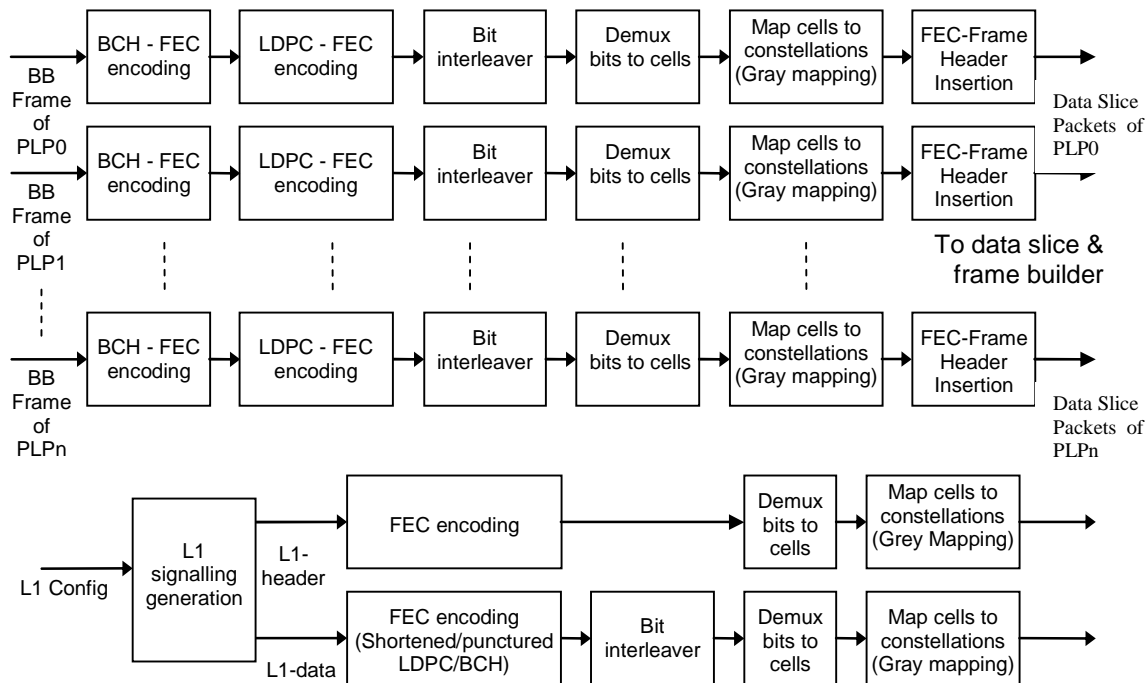 BCH - FEC
encoding
LDPC - FEC
encoding
Bit
interleaver
Demux
bits to cells
Map cells to
constellations
(Gray mapping)
FEC-Frame
Header
Insertion
BB
Frame
of
PLP0
Data Slice
Packets of
PLP0
BCH - FEC
encoding
LDPC - FEC
encoding
Bit
interleaver
Demux
bits to cells
Map cells to
constellations
(Gray mapping)
FEC-Frame
Header
Insertion
BB
Frame
of
PLP1
To data slice &
frame builder
BCH - FEC
encoding
LDPC - FEC
encoding
Bit
interleaver
Demux
bits to cells
Map cells to
constellations
(Gray mapping)
FEC-Frame
Header
Insertion
BB
Frame
of
PLPn
Data Slice
Packets of
PLPn
L1 Config
L1
signalling
generation
L1-
header
FEC encoding
Demux
bits to
cells
Map cells to
constellations
(Grey Mapping)
L1-data
FEC encoding
(Shortened/punctured
LDPC/BCH)
Bit
interleaver
Demux
bits to
cells
Map cells to
constellations
(Gray mapping)